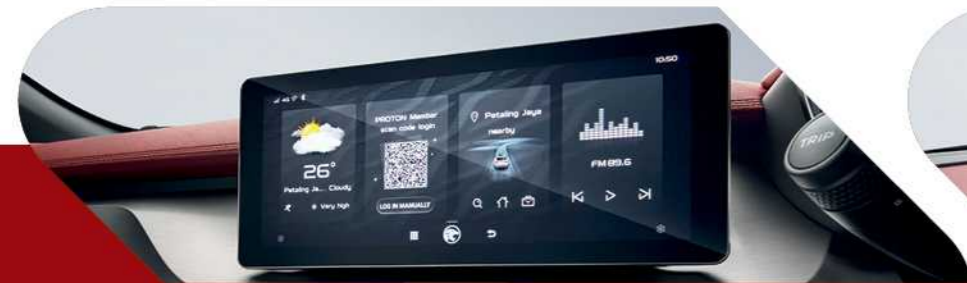 10:50
4G
PROTON Member
scan code login
Petaling Jaya
nearby
26°
Petaling Ja... Cloudy
Very high
LOG IN MANUALLY
FM 89.6
TRIP